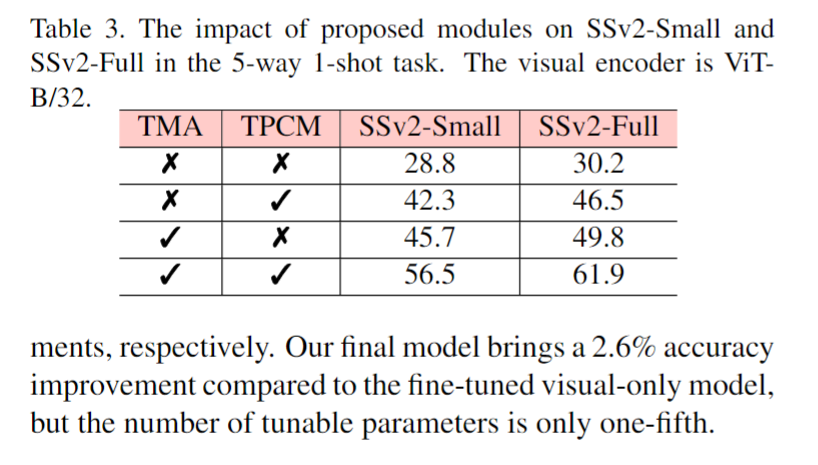 Table 3. The impact of proposed modules on SSv2-Small and
SSv2-Full in the 5-way 1-shot task. The visual encoder is ViT-
B/32.
TMA TPCM SSv2-Small SSv2-Full
✗ ✗ 28.8 30.2
✗ ✓ 42.3 46.5
✓ ✗ 45.7 49.8
✓ ✓ 56.5 61.9
ments, respectively. Our final model brings a 2.6% accuracy
improvement compared to the fine-tuned visual-only model,
but the number of tunable parameters is only one-fifth.